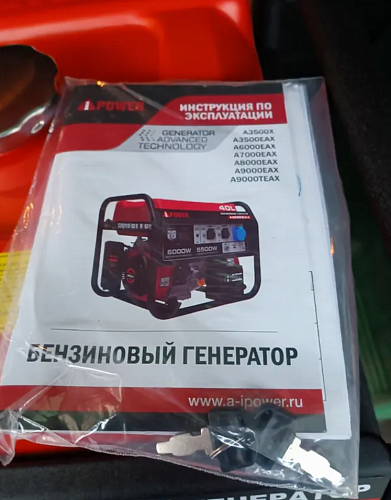 A-iPOWER
ИНСТРУКЦИЯ ПО
ЭКСПЛУАТАЦИИ
GENERATOR
ADVANCED
TECHNOLOGY
A3500X
A3500EAX
A6000EAX
A7000EAX
A8000EAX
A9000EAX
A9000TEAX
40L
6000W 5500W
БЕНЗИНОВЫЙ ГЕНЕРАТОР
www.a-ipower.ru
ГЕНЕРАТОР